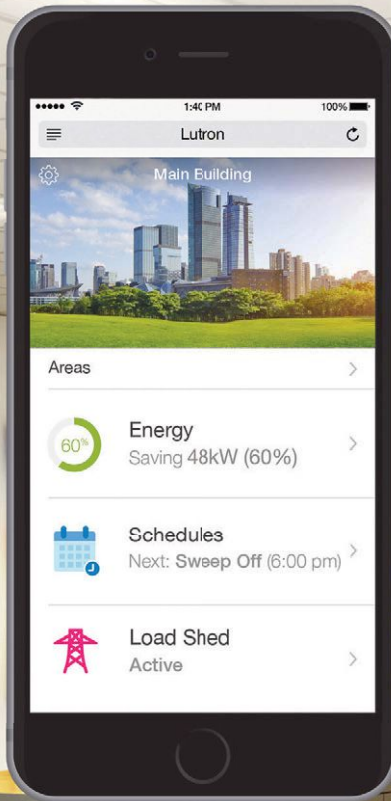 1:40 PM
100%
Lutron
Main Building
Areas
60%
Energy
Saving 48kW (60%)
Schedules
Next: Sweep Off (6:00 pm)
Load Shed
Active